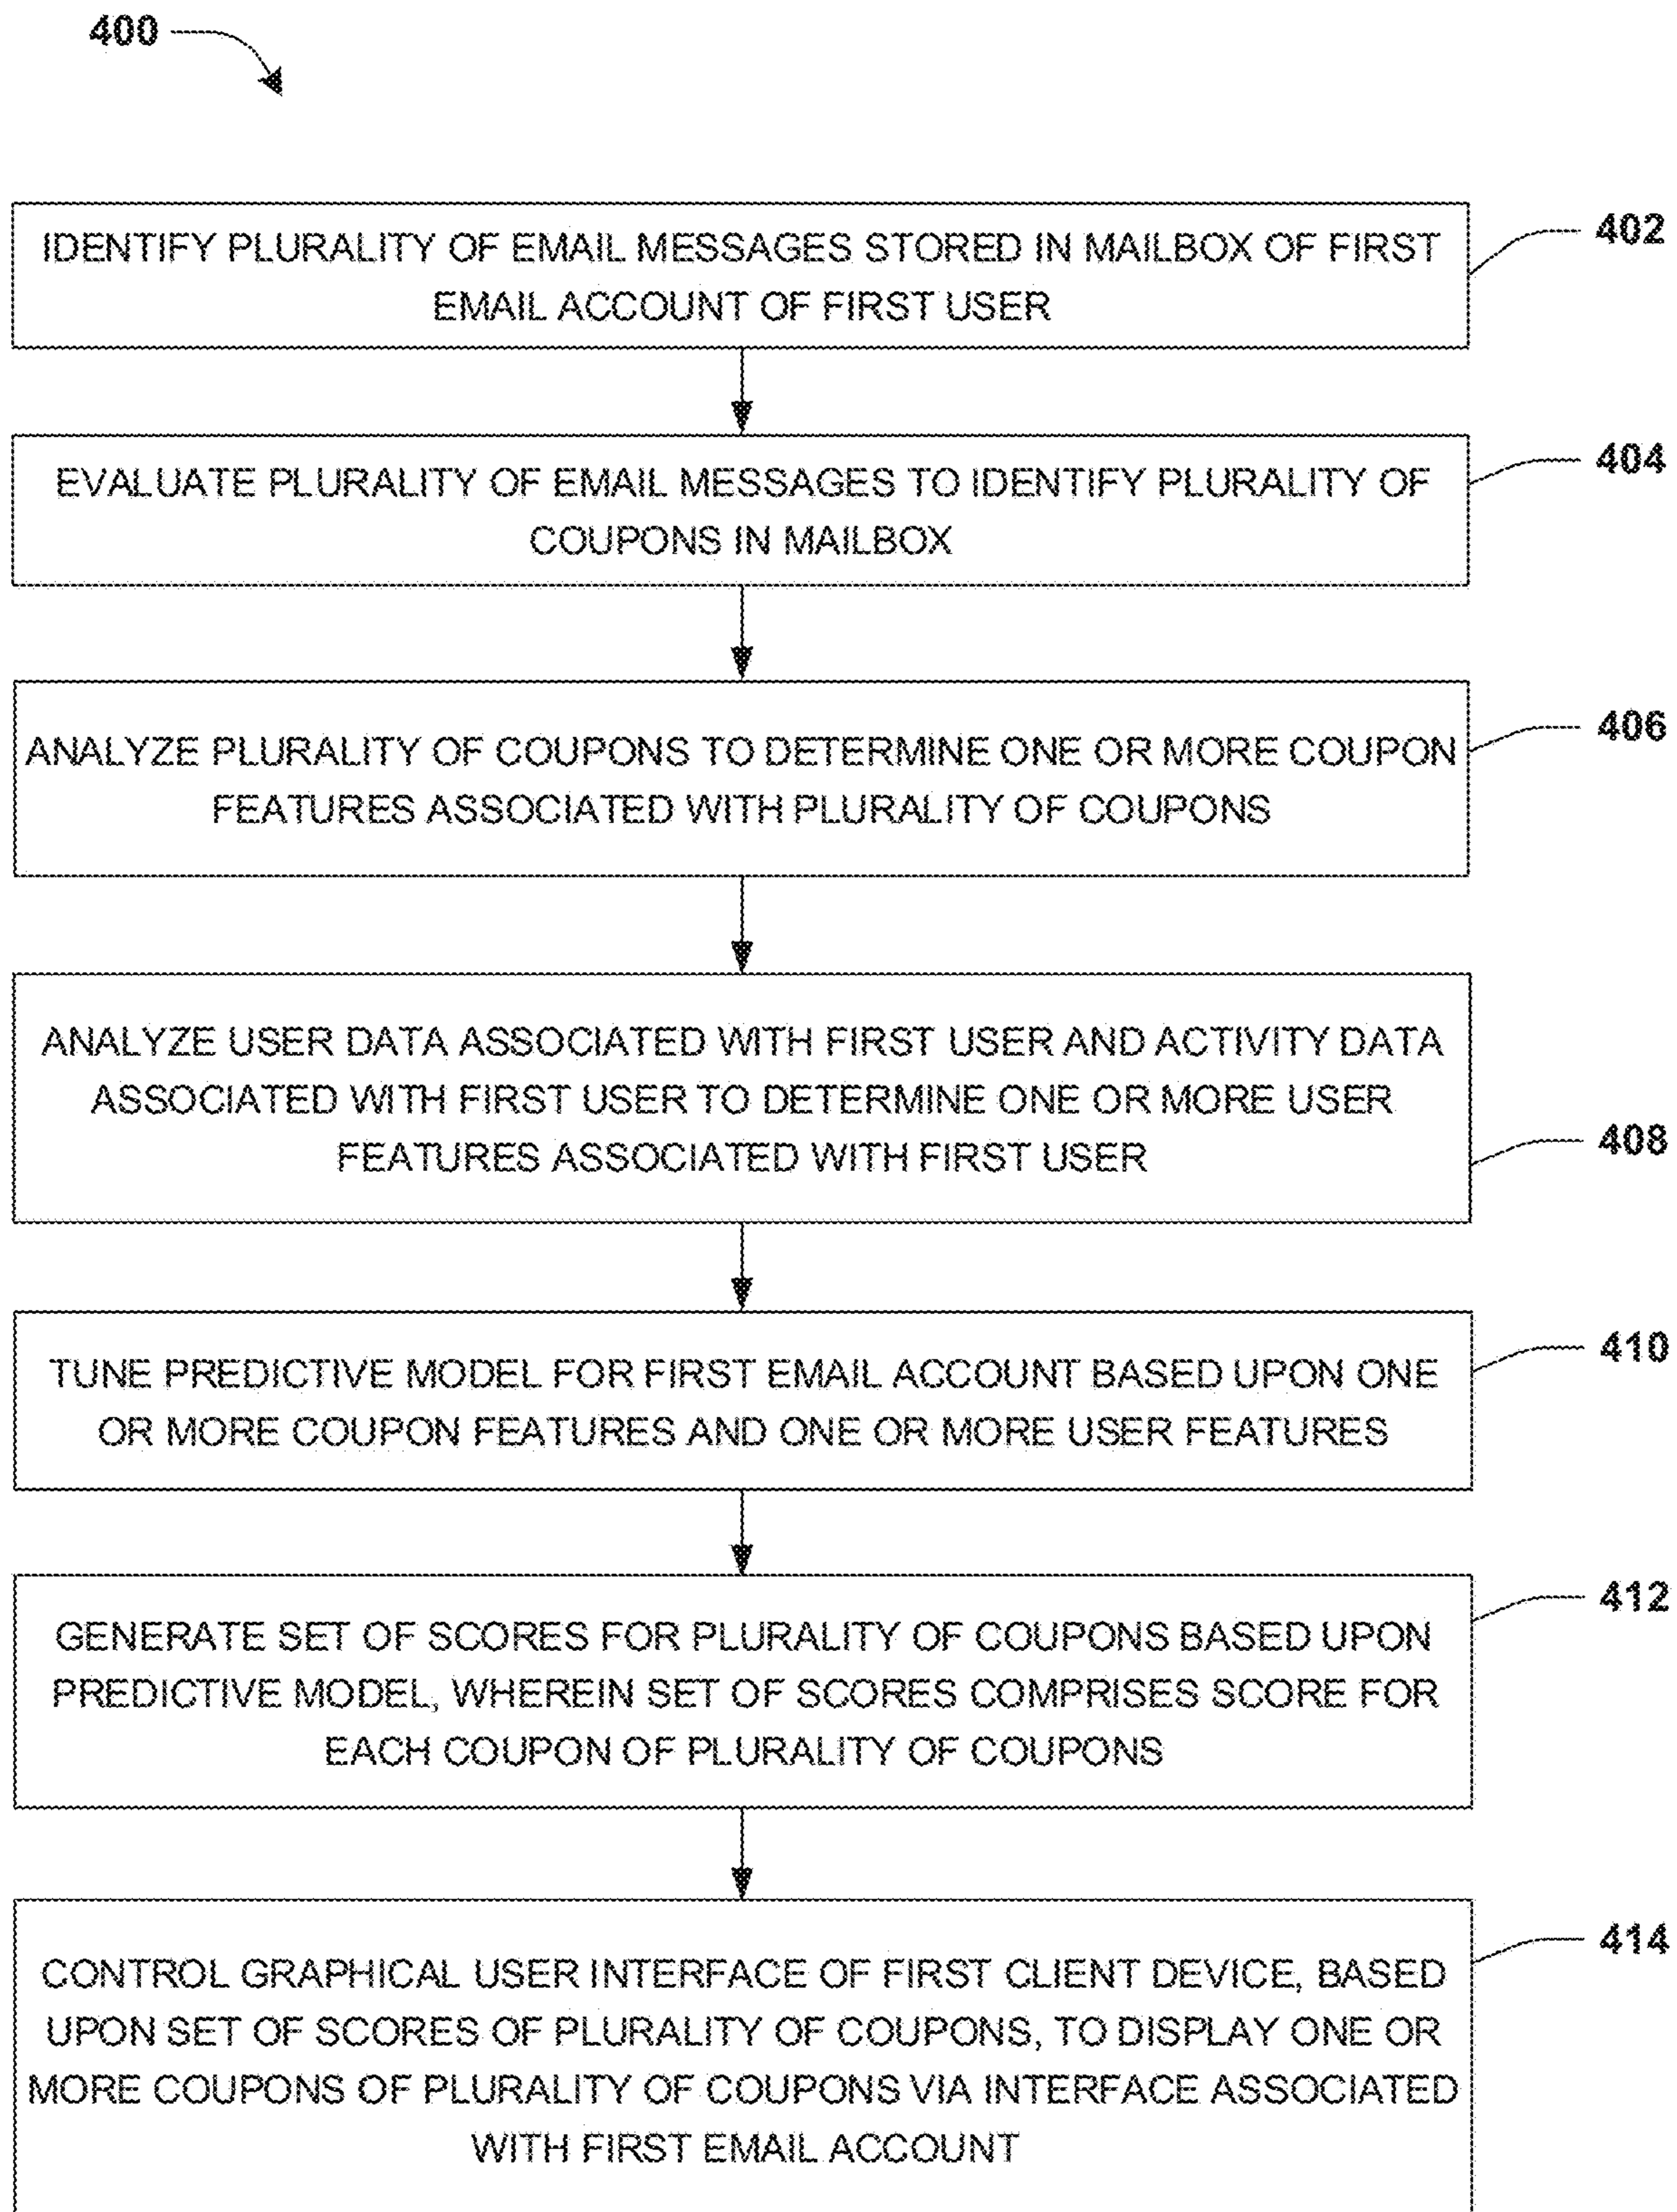 400
IDENTIFY PLURALITY OF EMAIL MESSAGES STORED IN MAILBOX OF FIRST
EMAIL ACCOUNT OF FIRST USER
402
EVALUATE PLURALITY OF EMAIL MESSAGES TO IDENTIFY PLURALITY OF
COUPONS IN MAILBOX
404
ANALYZE PLURALITY OF COUPONS TO DETERMINE ONE OR MORE COUPON
FEATURES ASSOCIATED WITH PLURALITY OF COUPONS
406
ANALYZE USER DATA ASSOCIATED WITH FIRST USER AND ACTIVITY DATA
ASSOCIATED WITH FIRST USER TO DETERMINE ONE OR MORE USER
FEATURES ASSOCIATED WITH FIRST USER
408
TUNE PREDICTIVE MODEL FOR FIRST EMAIL ACCOUNT BASED UPON ONE
OR MORE COUPON FEATURES AND ONE OR MORE USER FEATURES
410
GENERATE SET OF SCORES FOR PLURALITY OF COUPONS BASED UPON
PREDICTIVE MODEL, WHEREIN SET OF SCORES COMPRISES SCORE FOR
EACH COUPON OF PLURALITY OF COUPONS
412
CONTROL GRAPHICAL USER INTERFACE OF FIRST CLIENT DEVICE, BASED
UPON SET OF SCORES OF PLURALITY OF COUPONS, TO DISPLAY ONE OR
MORE COUPONS OF PLURALITY OF COUPONS VIA INTERFACE ASSOCIATED
WITH FIRST EMAIL ACCOUNT
414